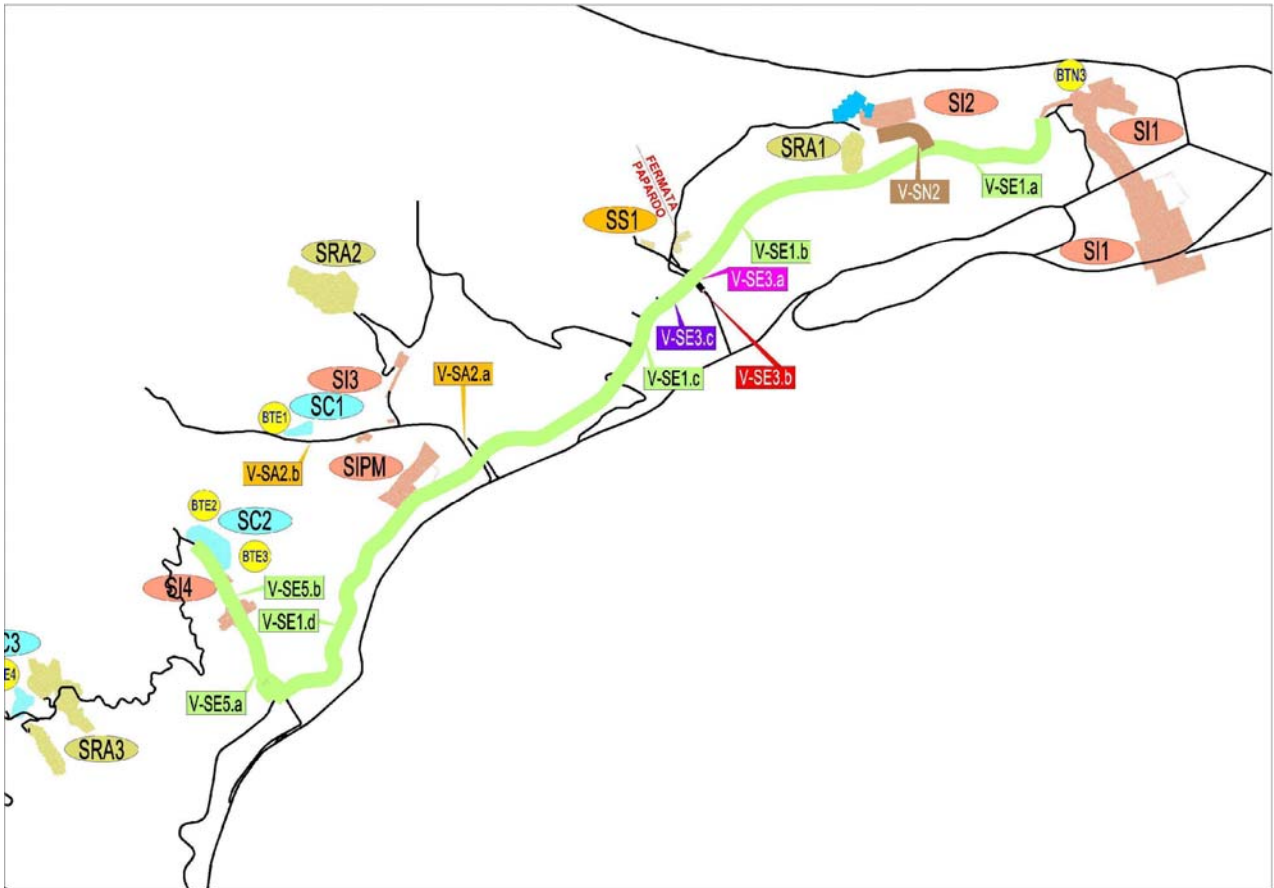 BTN3
SI2
SI1
SRA1
V-SN2
V-SE1.a
FERMATA
PAPARDO
SS1
V-SE1.b
SI1
SRA2
V-SE3.a
V-SE3.c
V-SE3.b
V-SE1.c
V-SA2.a
SI3
SC1
BTE1
V-SA2.b
SIPM
BTE2
SC2
BTE3
SI4
V-SE5.b
V-SE1.d
C3
E4
V-SE5.a
SRA3